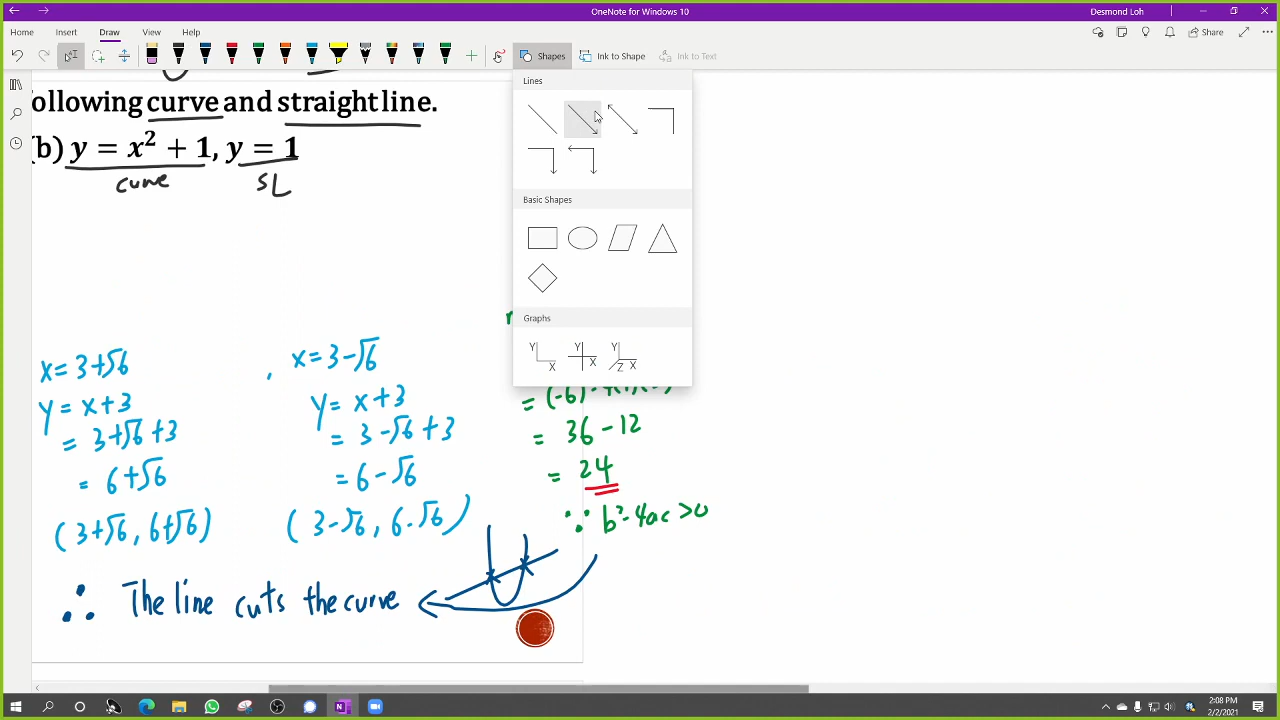 OneNote for Windows 10
Desmond Loh
Home Insert Draw View Help
Share
Shapes Ink to Shape Ink to Text
Lines
Basic Shapes
Graphs
Y X Y X Y Z X
ollowing curve and straight line.
(b) y = x² + 1, y = 1
curve SL
x = 3+√6
y = x+3
= 3+√6 +3
= 6+√6
(3+√6, 6+√6)
x = 3-√6
y = x+3
= 3-√6 +3
= 6-√6
(3-√6, 6-√6)
= 36-12
= 24
∵ b²-4ac >0
∴ The line cuts the curve
2:08 PM
2/2/2021